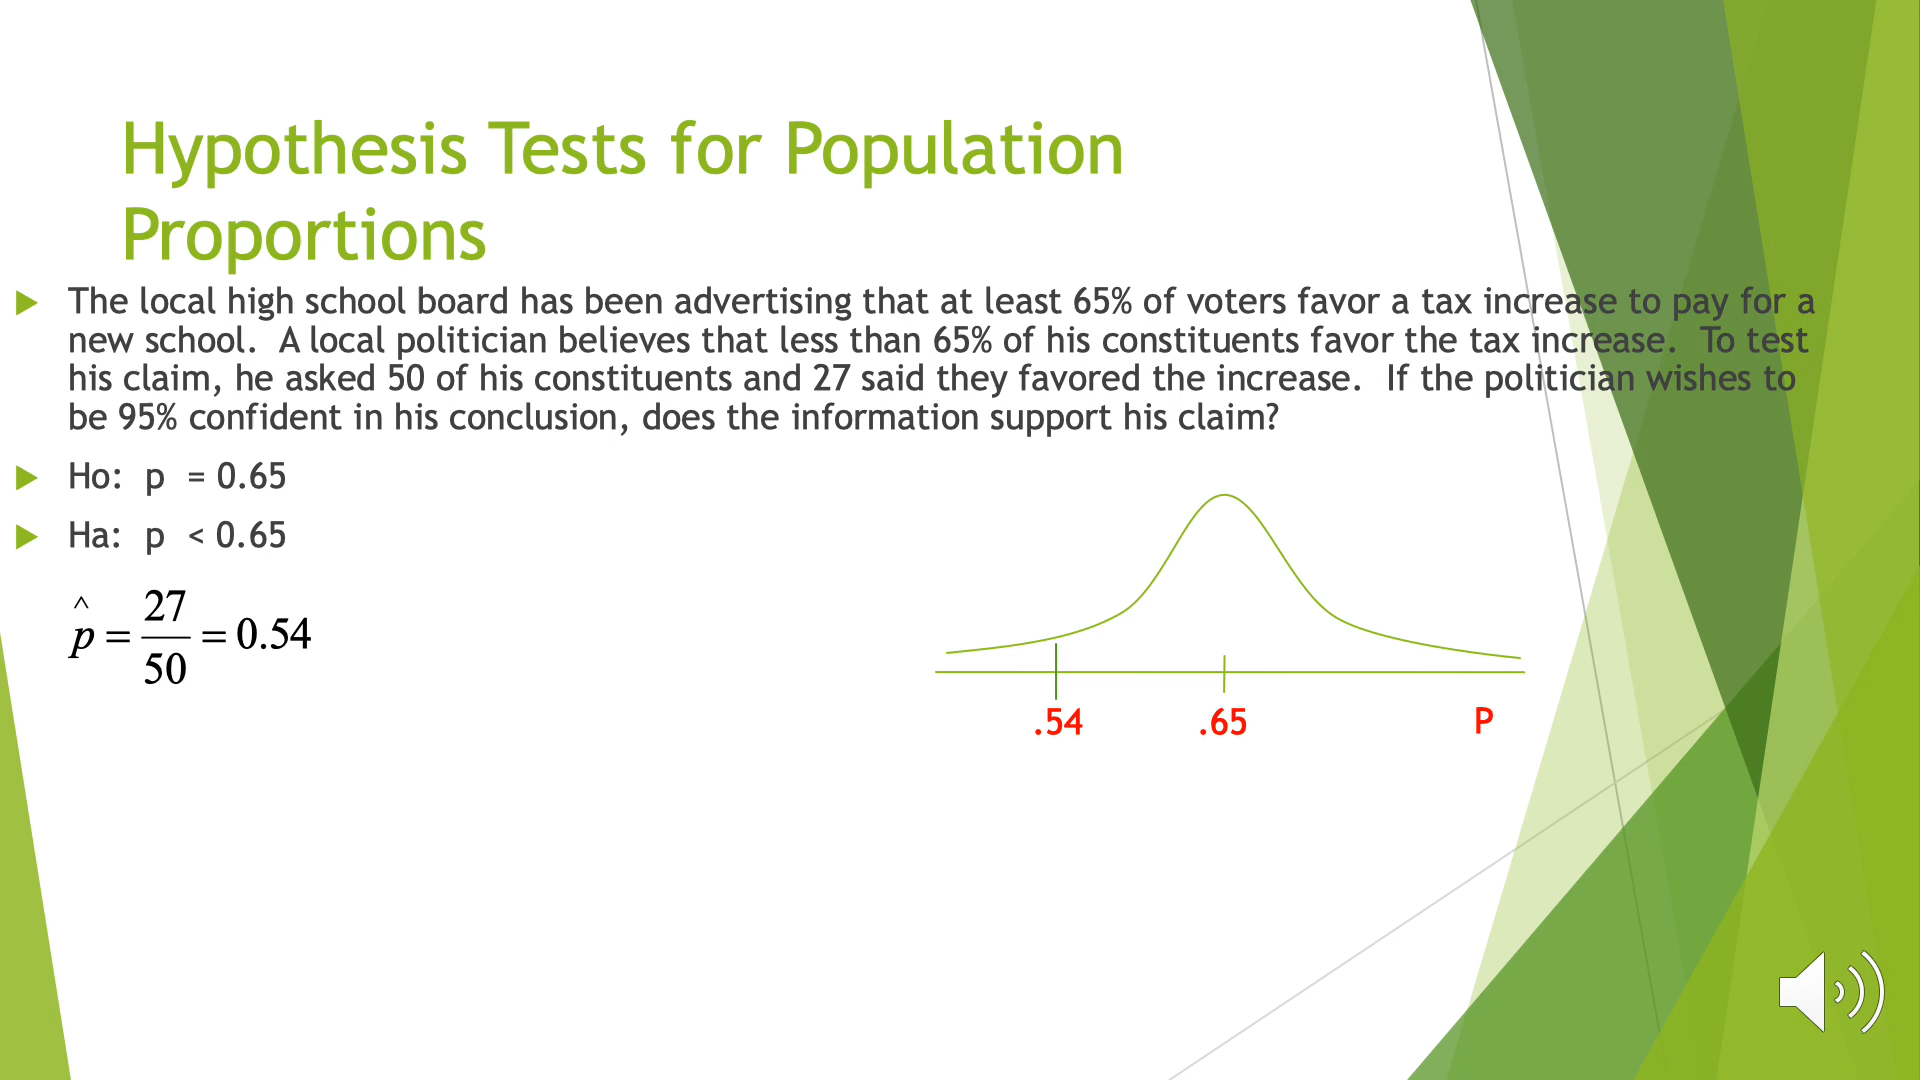 Hypothesis Tests for Population
Proportions
The local high school board has been advertising that at least 65% of voters favor a tax increase to pay for a
new school.  A local politician believes that less than 65% of his constituents favor the tax increase.  To test
his claim, he asked 50 of his constituents and 27 said they favored the increase.  If the politician wishes to
be 95% confident in his conclusion, does the information support his claim?
Ho:  p  = 0.65
Ha:  p  < 0.65
p̂ = 27/50 = 0.54
.54 .65 P